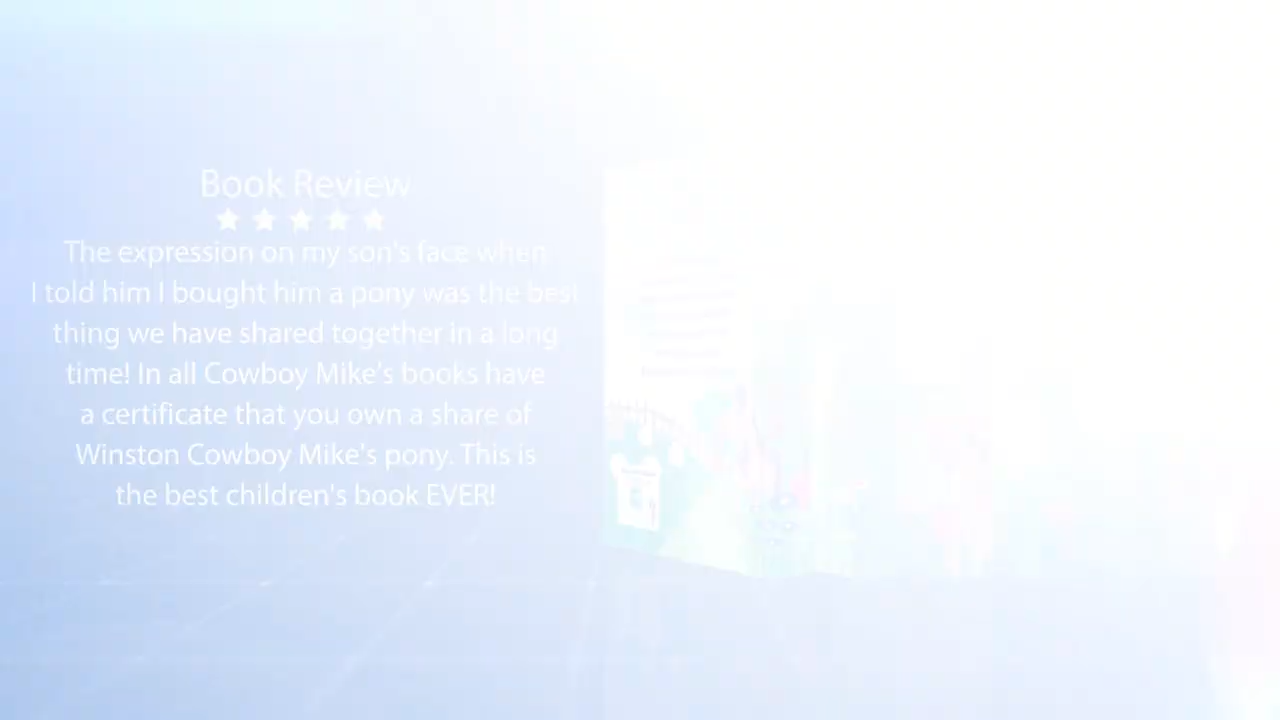 Book Review
The expression on my son's face when
I told him I bought him a pony was the best
thing we have shared together in a long
time! In all Cowboy Mike's books have
a certificate that you own a share of
Winston Cowboy Mike's pony. This is
the best children's book EVER!